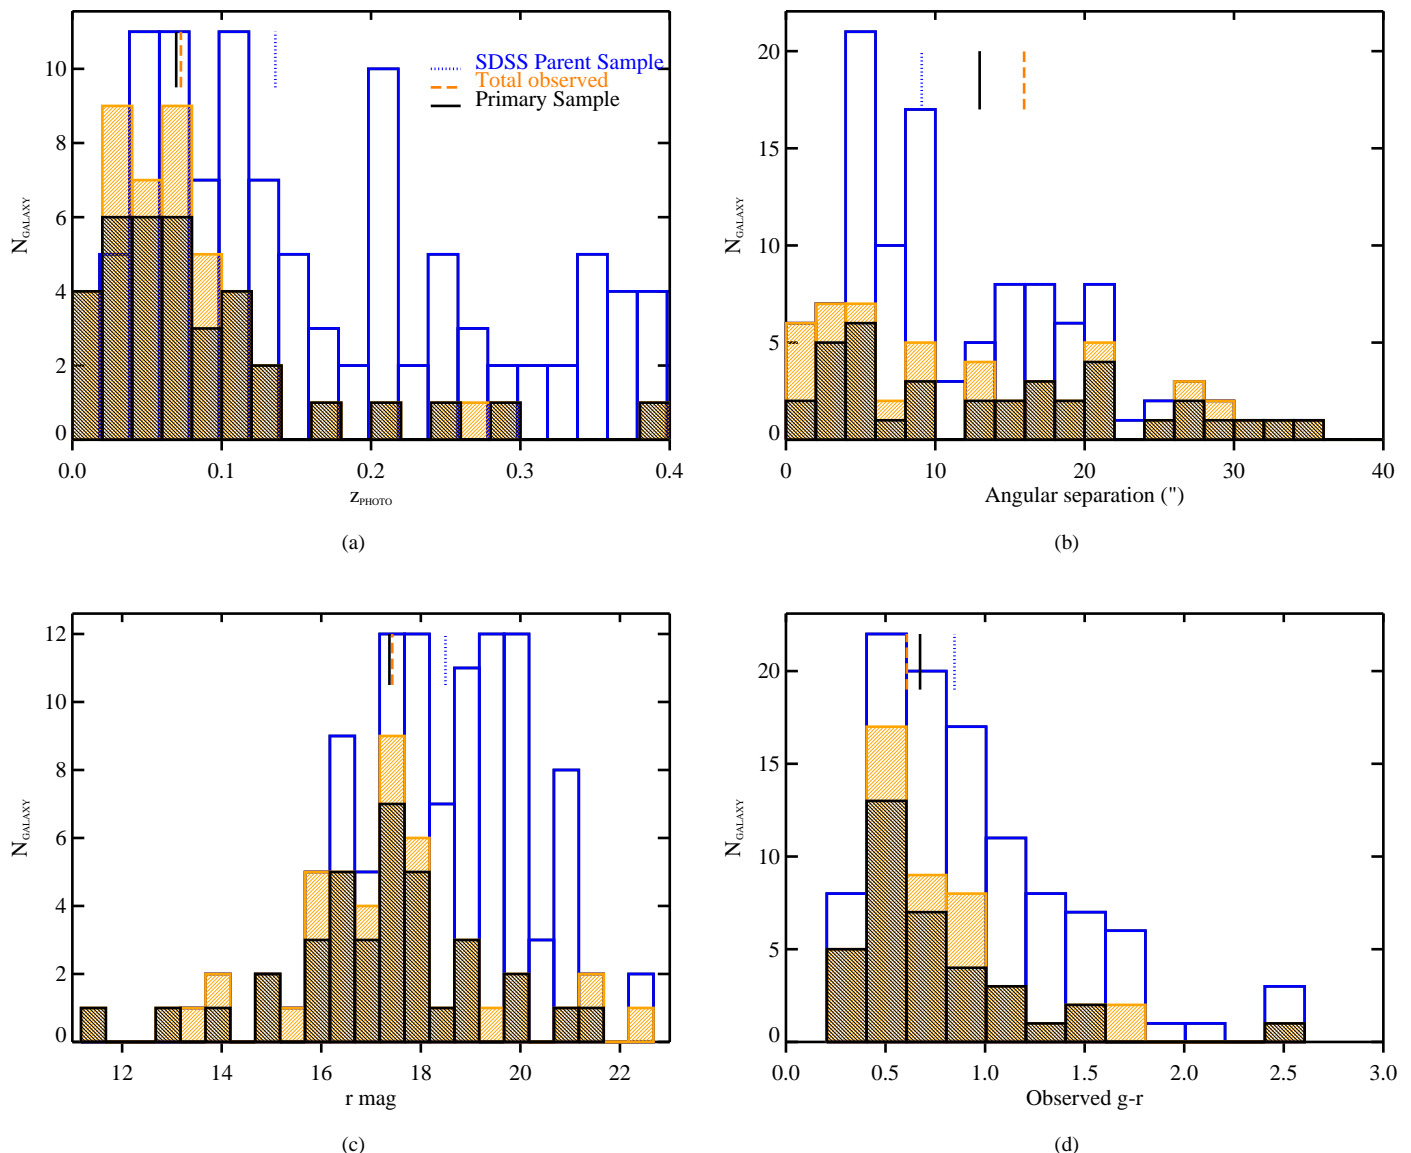 10
8
6
4
2
0
N_GALAXY
SDSS Parent Sample
Total observed
Primary Sample
0.0 0.1 0.2 0.3 0.4
z_PHOTO
(a)
20
15
10
5
0
N_GALAXY
0 10 20 30 40
Angular separation (")
(b)
12
10
8
6
4
2
0
N_GALAXY
12 14 16 18 20 22
r mag
(c)
20
15
10
5
0
N_GALAXY
0.0 0.5 1.0 1.5 2.0 2.5 3.0
Observed g-r
(d)